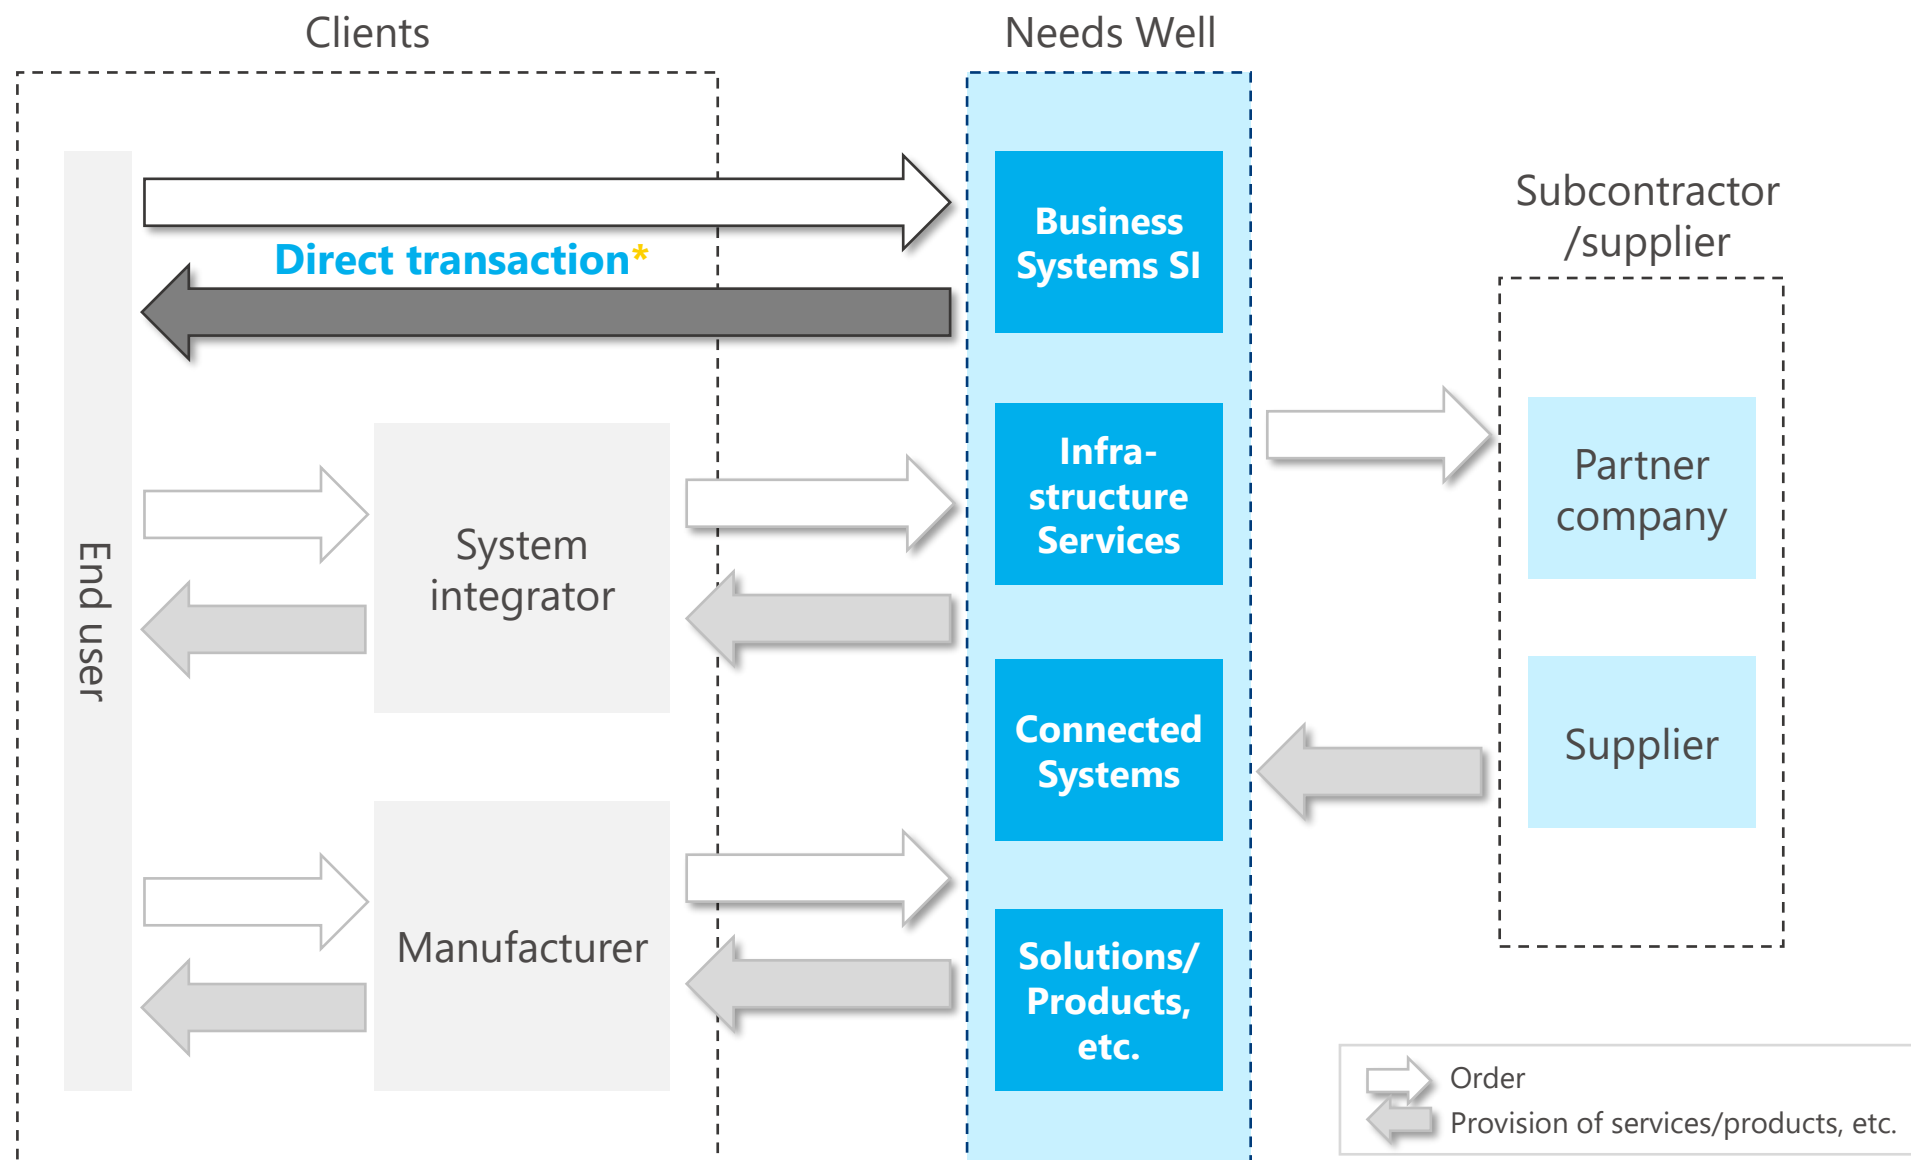 Clients
Needs Well
End user
Direct transaction*
System
integrator
Manufacturer
Business
Systems SI
Infra-
structure
Services
Connected
Systems
Solutions/
Products,
etc.
Subcontractor
/supplier
Partner
company
Supplier
Order
Provision of services/products, etc.